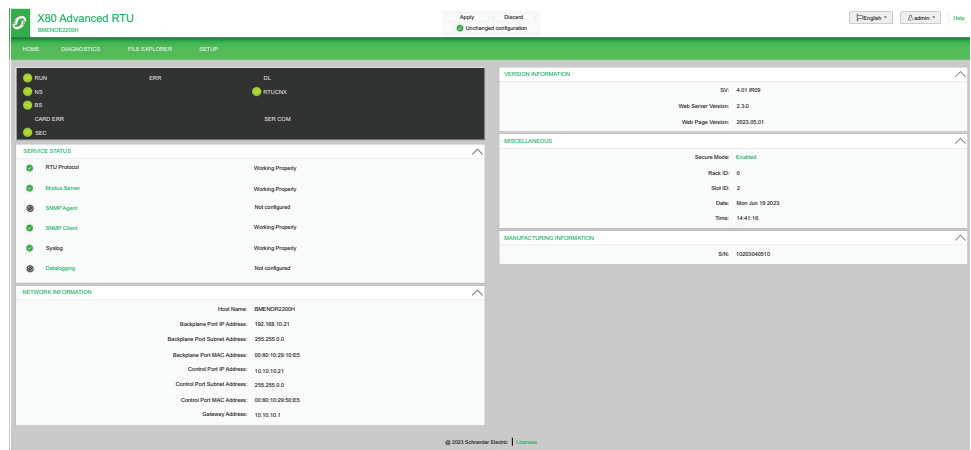 X80 Advanced RTU
BMENOE2200H
Apply Discard
Unchanged configuration
English
admin
Help
HOME DIAGNOSTICS FILE EXPLORER SETUP
RUN ERR DL
NS RTUCNX
BS
CARD ERR SER COM
SEC
SERVICE STATUS
RTU Protocol Working Properly
Modus Server Working Properly
SNMP Agent Not configured
SNMP Client Working Properly
Syslog Working Properly
Datalogging Not configured
NETWORK INFORMATION
Host Name: BMENOR2200H
Backplane Port IP Address: 192.168.10.21
Backplane Port Subnet Address: 255.255.0.0
Backplane Port MAC Address: 00:80:10:29:10:E5
Control Port IP Address: 10.10.10.21
Control Port Subnet Address: 255.255.0.0
Control Port MAC Address: 00:80:10:29:50:E5
Gateway Address: 10.10.10.1
VERSION INFORMATION
SV: 4.01 IR09
Web Server Version: 2.3.0
Web Page Version: 2023.05.01
MISCELLANEOUS
Secure Mode: Enabled
Rack ID: 0
Slot ID: 2
Date: Mon Jun 19 2023
Time: 14:41:16
MANUFACTURING INFORMATION
S/N: 10203040510
@ 2023 Schnenter Electric Licenses